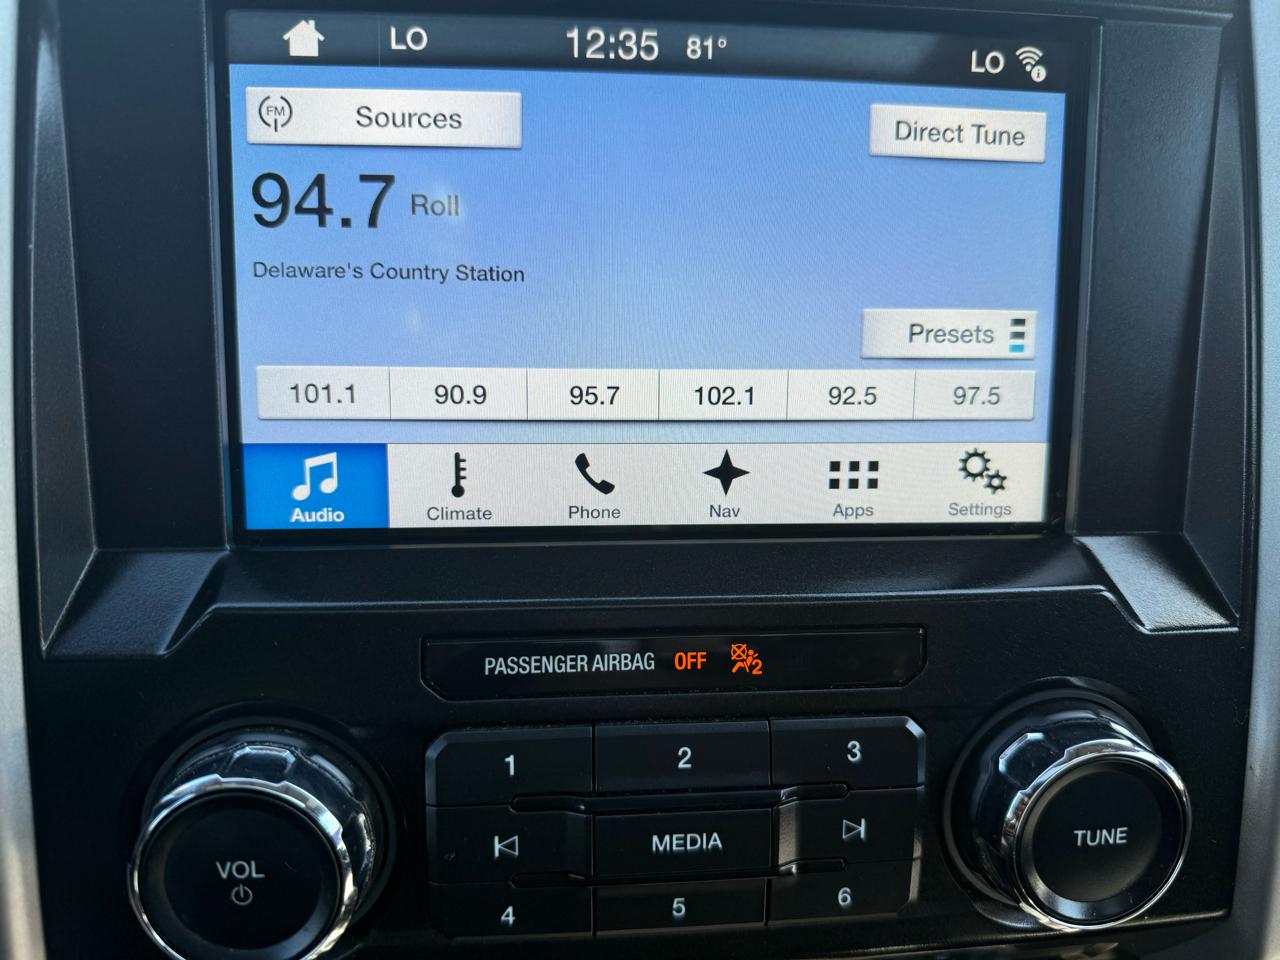 LO 12:35 81° LO
FM Sources
Direct Tune
94.7 Roll
Delaware's Country Station
Presets
101.1 90.9 95.7 102.1 92.5 97.5
Audio Climate Phone Nav Apps Settings
PASSENGER AIRBAG OFF 2
1 2 3
VOL MEDIA TUNE
4 5 6